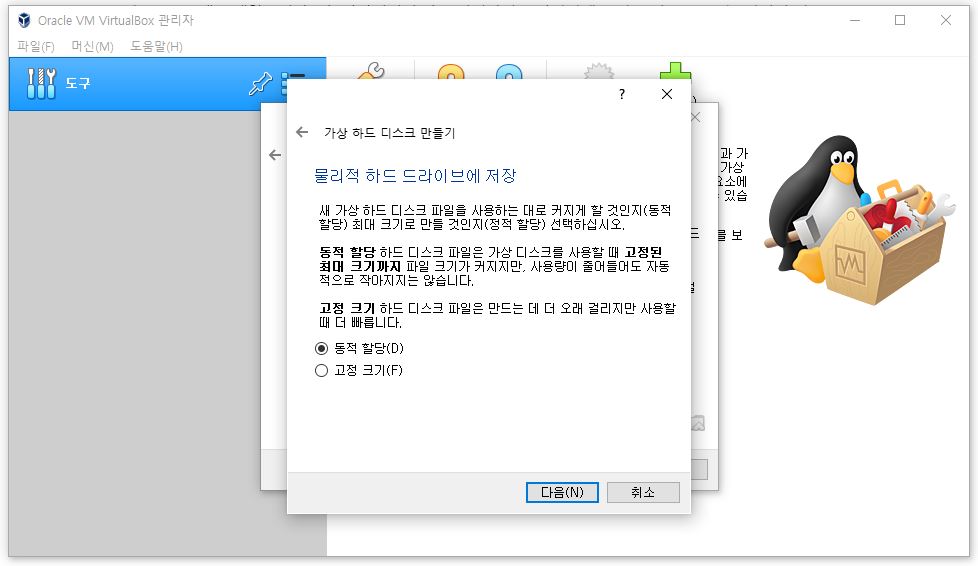 Oracle VM VirtualBox 관리자
파일(F) 머신(M) 도움말(H)
도구
?
가상 하드 디스크 만들기
물리적 하드 드라이브에 저장
새 가상 하드 디스크 파일을 사용하는 대로 커지게 할 것인지(동적
할당) 최대 크기로 만들 것인지(정적 할당) 선택하십시오.
동적 할당 하드 디스크 파일은 가상 디스크를 사용할 때 고정된
최대 크기까지 파일 크기가 커지지만, 사용량이 줄어들어도 자동
적으로 작아지지는 않습니다.
고정 크기 하드 디스크 파일은 만드는 데 더 오래 걸리지만 사용할
때 더 빠릅니다.
동적 할당(D)
고정 크기(F)
다음(N) 취소
과 가
가상
요소에
있습
를 보